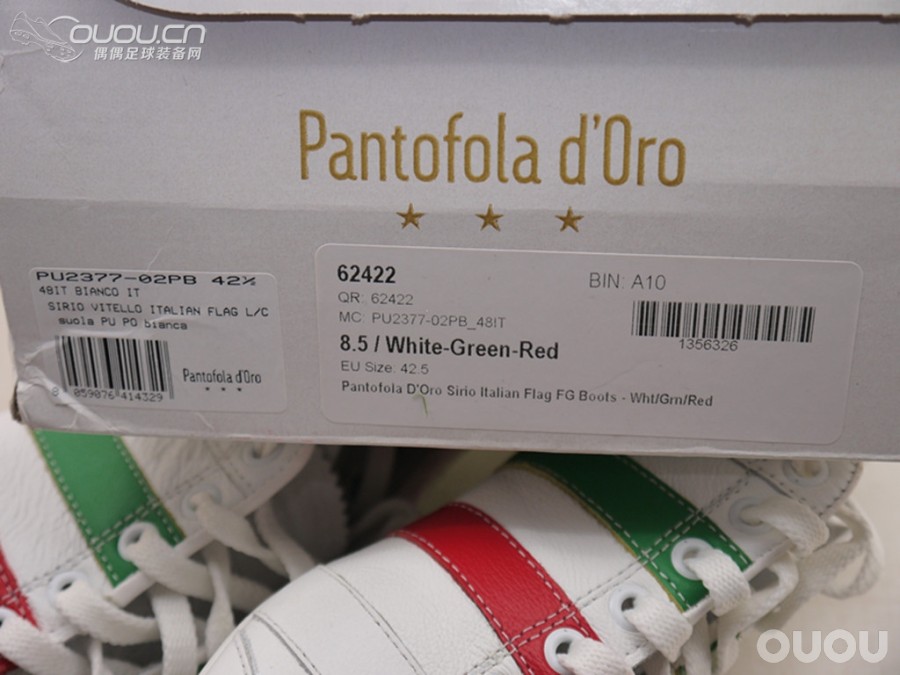 OUOU.CN
偶偶足球装备网
Pantofola d'Oro
PU2377-02PB 42½
48IT BIANCO IT
SIRIO VITELLO ITALIAN FLAG L/C
suola PU PO bianca
8 059076 414329
Pantofola d'Oro
62422
BIN: A10
QR: 62422
MC: PU2377-02PB_48IT
1356326
8.5 / White-Green-Red
EU Size: 42.5
Pantofola D'Oro Sirio Italian Flag FG Boots - Wht/Grn/Red
OUOU